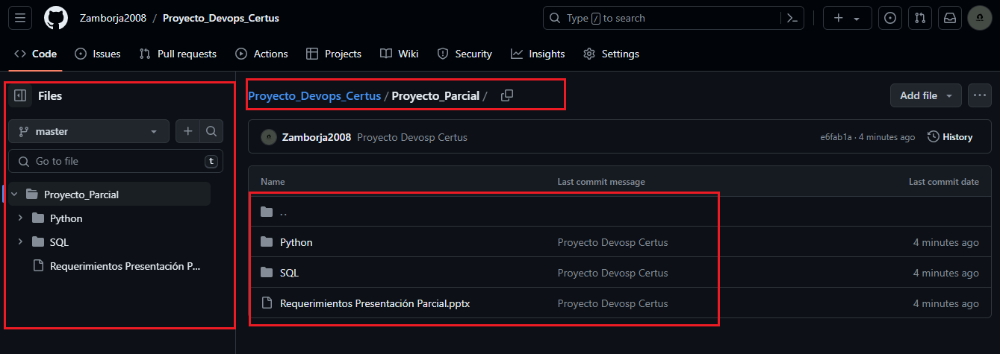 Zamborja2008 / Proyecto_Devops_Certus
Type / to search
Code Issues Pull requests Actions Projects Wiki Security Insights Settings
Files
master
Go to file t
Proyecto_Parcial
Python
SQL
Requerimientos Presentación P...
Proyecto_Devops_Certus / Proyecto_Parcial /
Add file
Zamborja2008 Proyecto Devosp Certus e6fab1a · 4 minutes ago History
Name Last commit message Last commit date
..
Python Proyecto Devosp Certus 4 minutes ago
SQL Proyecto Devosp Certus 4 minutes ago
Requerimientos Presentación Parcial.pptx Proyecto Devosp Certus 4 minutes ago